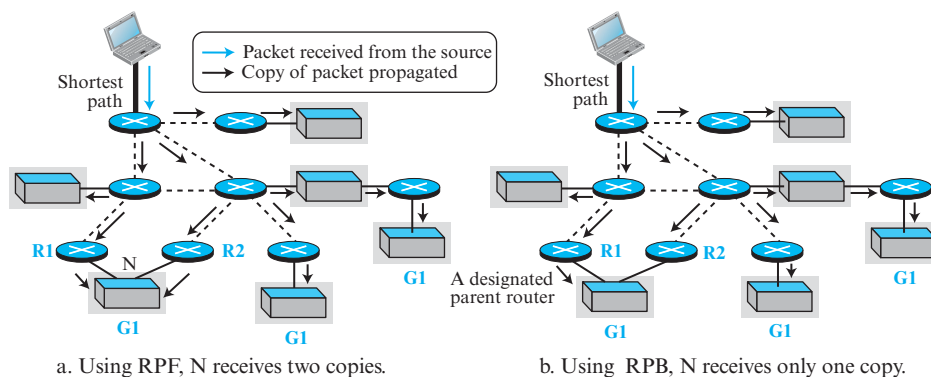 Packet received from the source
Copy of packet propagated
Shortest
path
R1
N
R2
G1
G1
G1
a. Using RPF, N receives two copies.
Shortest
path
R1
R2
A designated
parent router
G1
G1
G1
b. Using RPB, N receives only one copy.